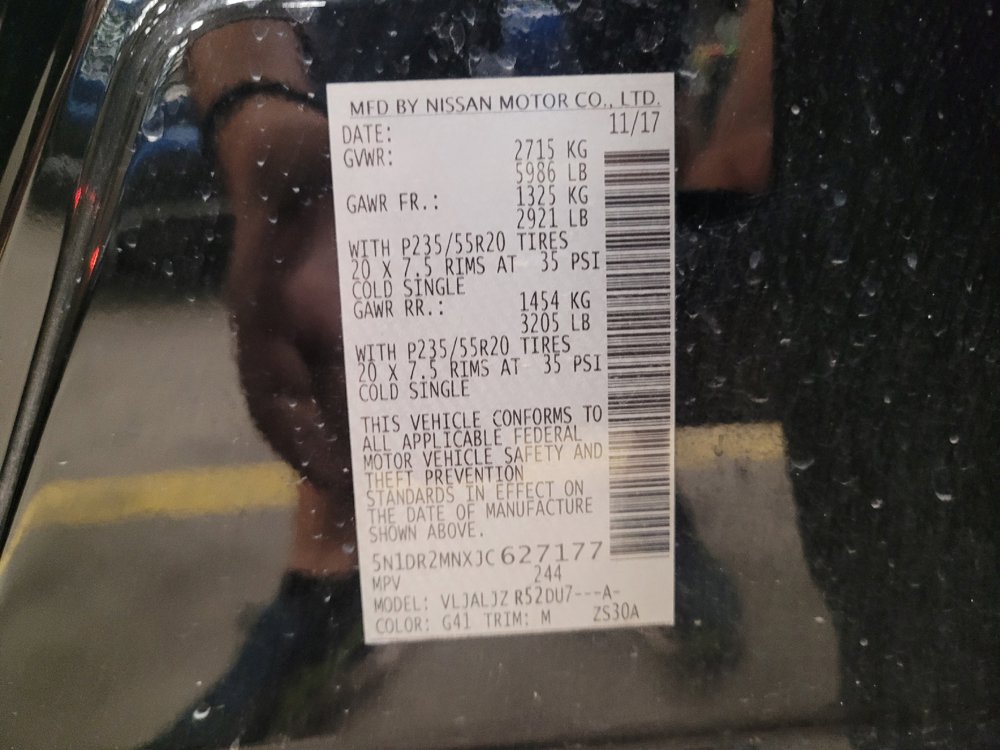 MFD BY NISSAN MOTOR CO., LTD.
DATE: 11/17
GVWR: 2715 KG
5986 LB
GAWR FR.: 1325 KG
2921 LB
WITH P235/55R20 TIRES
20 X 7.5 RIMS AT 35 PSI
COLD SINGLE
GAWR RR.: 1454 KG
3205 LB
WITH P235/55R20 TIRES
20 X 7.5 RIMS AT 35 PSI
COLD SINGLE
THIS VEHICLE CONFORMS TO
ALL APPLICABLE FEDERAL
MOTOR VEHICLE SAFETY AND
THEFT PREVENTION
STANDARDS IN EFFECT ON
THE DATE OF MANUFACTURE
SHOWN ABOVE.
5N1DR2MNXJC627177
MPV 244
MODEL: VLJALJZ R52DU7---A-
COLOR: G41 TRIM: M ZS30A